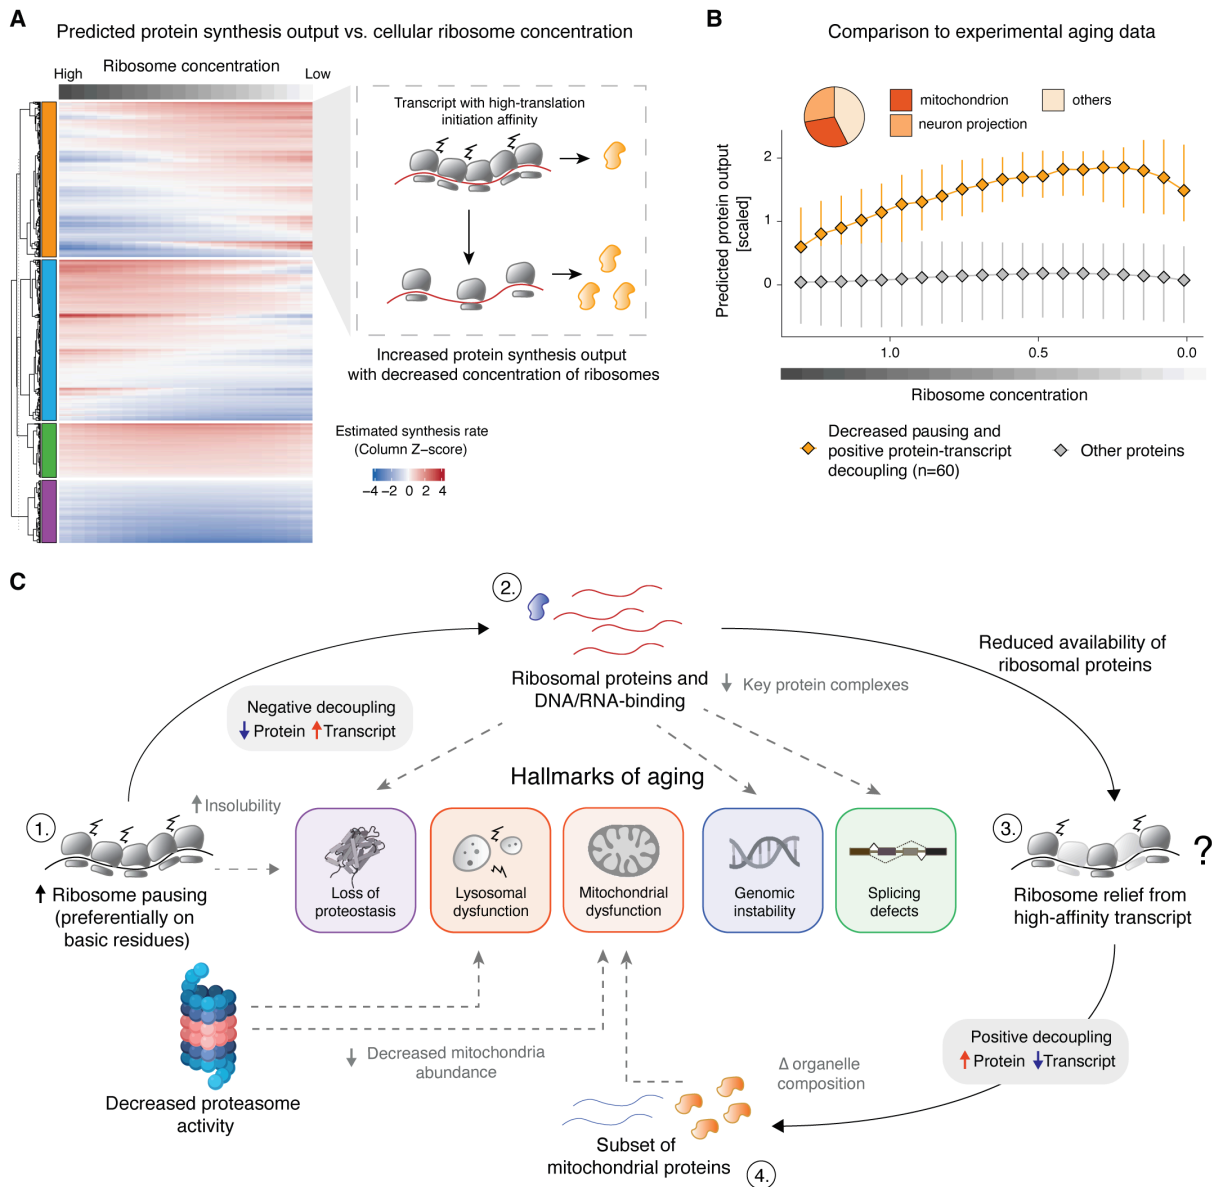 A
Predicted protein synthesis output vs. cellular ribosome concentration
Ribosome concentration
High
Low
Transcript with high-translation
initiation affinity
Increased protein synthesis output
with decreased concentration of ribosomes
Estimated synthesis rate
(Column Z−score)
−4 −2 0 2 4
B
Comparison to experimental aging data
mitochondrion
others
neuron projection
Predicted protein output
[scaled]
2
1
0
1.0 0.5 0.0
Ribosome concentration
Decreased pausing and
positive protein-transcript
decoupling (n=60)
Other proteins
C
2.
Ribosomal proteins and
DNA/RNA-binding
Key protein complexes
Reduced availability of
ribosomal proteins
Negative decoupling
Protein Transcript
Hallmarks of aging
Insolubility
1.
Ribosome pausing
(preferentially on
basic residues)
Loss of
proteostasis
Lysosomal
dysfunction
Mitochondrial
dysfunction
Genomic
instability
Splicing
defects
3.
?
Ribosome relief from
high-affinity transcript
Decreased mitochondria
abundance
Decreased proteasome
activity
Positive decoupling
Protein Transcript
Δ organelle
composition
Subset of
mitochondrial proteins
4.